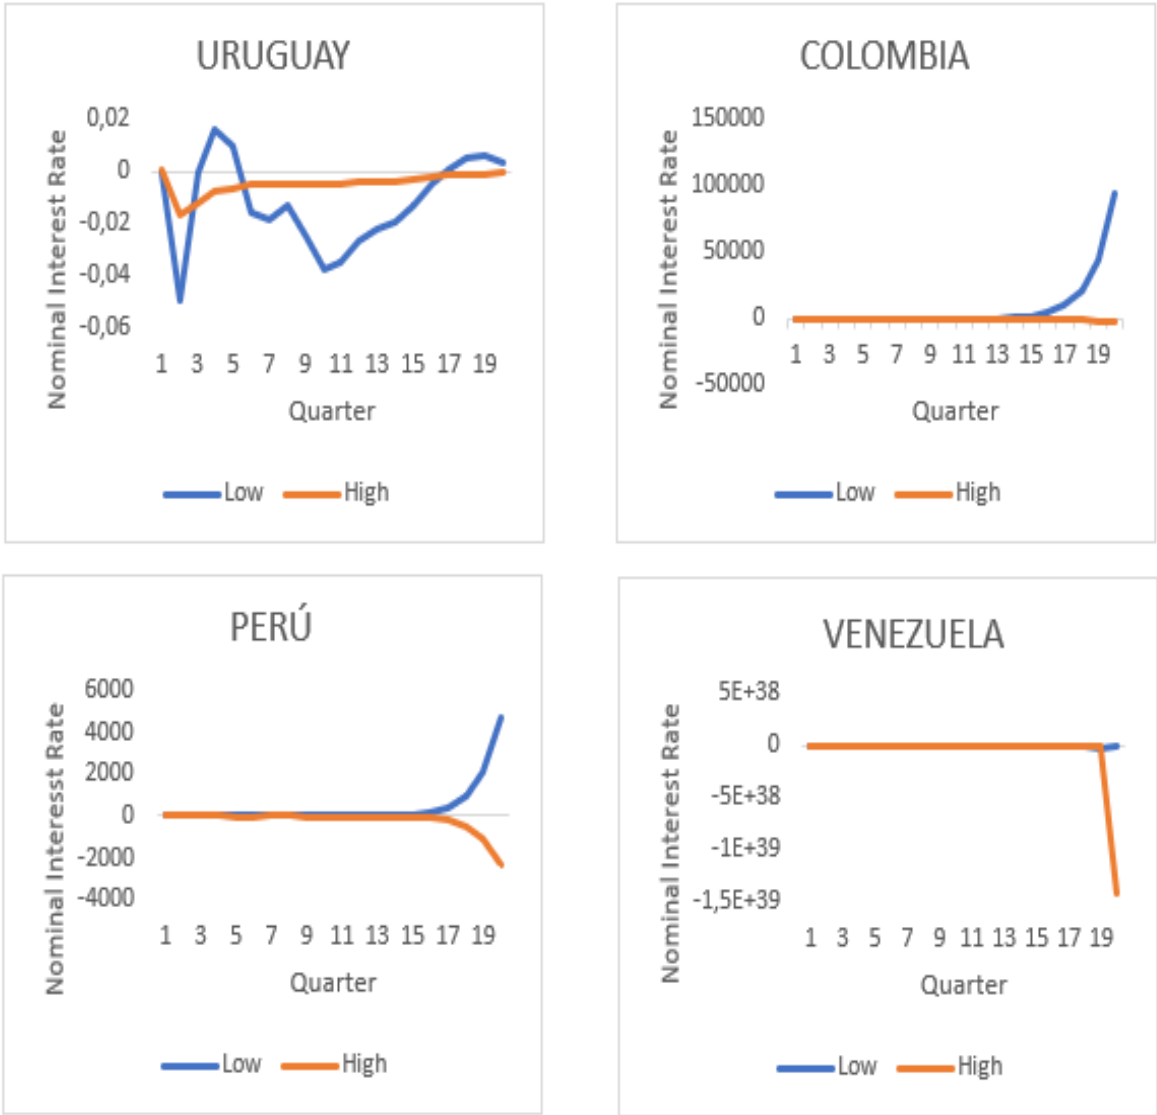 URUGUAY
Nominal Interest Rate
0,02
0
-0,02
-0,04
-0,06
1 3 5 7 9 11 13 15 17 19
Quarter
Low High
COLOMBIA
Nominal Interest Rate
150000
100000
50000
0
-50000
1 3 5 7 9 11 13 15 17 19
Quarter
Low High
PERÚ
Nominal Interesst Rate
6000
4000
2000
0
-2000
-4000
1 3 5 7 9 11 13 15 17 19
Quarter
Low High
VENEZUELA
Nominal Interest Rate
5E+38
0
-5E+38
-1E+39
-1,5E+39
1 3 5 7 9 11 13 15 17 19
Quarter
Low High